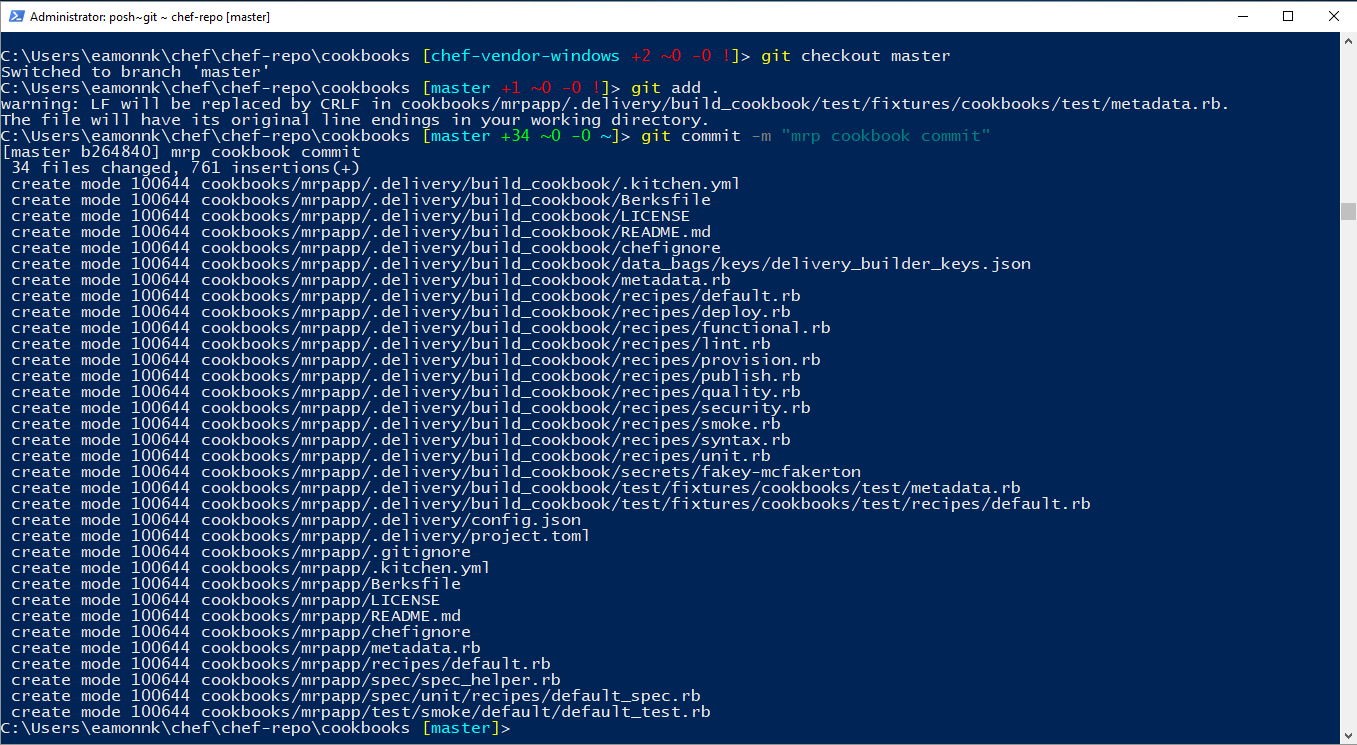 Administrator: posh~git ~ chef-repo [master]
C:\Users\eamonnk\chef\chef-repo\cookbooks [chef-vendor-windows +2 ~0 -0 !]> git checkout master
Switched to branch 'master'
C:\Users\eamonnk\chef\chef-repo\cookbooks [master +1 ~0 -0 !]> git add .
warning: LF will be replaced by CRLF in cookbooks/mrpapp/.delivery/build_cookbook/test/fixtures/cookbooks/test/metadata.rb.
The file will have its original line endings in your working directory.
C:\Users\eamonnk\chef\chef-repo\cookbooks [master +34 ~0 -0 ~]> git commit -m "mrp cookbook commit"
[master b264840] mrp cookbook commit
 34 files changed, 761 insertions(+)
 create mode 100644 cookbooks/mrpapp/.delivery/build_cookbook/.kitchen.yml
 create mode 100644 cookbooks/mrpapp/.delivery/build_cookbook/Berksfile
 create mode 100644 cookbooks/mrpapp/.delivery/build_cookbook/LICENSE
 create mode 100644 cookbooks/mrpapp/.delivery/build_cookbook/README.md
 create mode 100644 cookbooks/mrpapp/.delivery/build_cookbook/chefignore
 create mode 100644 cookbooks/mrpapp/.delivery/build_cookbook/data_bags/keys/delivery_builder_keys.json
 create mode 100644 cookbooks/mrpapp/.delivery/build_cookbook/metadata.rb
 create mode 100644 cookbooks/mrpapp/.delivery/build_cookbook/recipes/default.rb
 create mode 100644 cookbooks/mrpapp/.delivery/build_cookbook/recipes/deploy.rb
 create mode 100644 cookbooks/mrpapp/.delivery/build_cookbook/recipes/functional.rb
 create mode 100644 cookbooks/mrpapp/.delivery/build_cookbook/recipes/lint.rb
 create mode 100644 cookbooks/mrpapp/.delivery/build_cookbook/recipes/provision.rb
 create mode 100644 cookbooks/mrpapp/.delivery/build_cookbook/recipes/publish.rb
 create mode 100644 cookbooks/mrpapp/.delivery/build_cookbook/recipes/quality.rb
 create mode 100644 cookbooks/mrpapp/.delivery/build_cookbook/recipes/security.rb
 create mode 100644 cookbooks/mrpapp/.delivery/build_cookbook/recipes/smoke.rb
 create mode 100644 cookbooks/mrpapp/.delivery/build_cookbook/recipes/syntax.rb
 create mode 100644 cookbooks/mrpapp/.delivery/build_cookbook/recipes/unit.rb
 create mode 100644 cookbooks/mrpapp/.delivery/build_cookbook/secrets/fakey-mcfakerton
 create mode 100644 cookbooks/mrpapp/.delivery/build_cookbook/test/fixtures/cookbooks/test/metadata.rb
 create mode 100644 cookbooks/mrpapp/.delivery/build_cookbook/test/fixtures/cookbooks/test/recipes/default.rb
 create mode 100644 cookbooks/mrpapp/.delivery/config.json
 create mode 100644 cookbooks/mrpapp/.delivery/project.toml
 create mode 100644 cookbooks/mrpapp/.gitignore
 create mode 100644 cookbooks/mrpapp/.kitchen.yml
 create mode 100644 cookbooks/mrpapp/Berksfile
 create mode 100644 cookbooks/mrpapp/LICENSE
 create mode 100644 cookbooks/mrpapp/README.md
 create mode 100644 cookbooks/mrpapp/chefignore
 create mode 100644 cookbooks/mrpapp/metadata.rb
 create mode 100644 cookbooks/mrpapp/recipes/default.rb
 create mode 100644 cookbooks/mrpapp/spec/spec_helper.rb
 create mode 100644 cookbooks/mrpapp/spec/unit/recipes/default_spec.rb
 create mode 100644 cookbooks/mrpapp/test/smoke/default/default_test.rb
C:\Users\eamonnk\chef\chef-repo\cookbooks [master]>